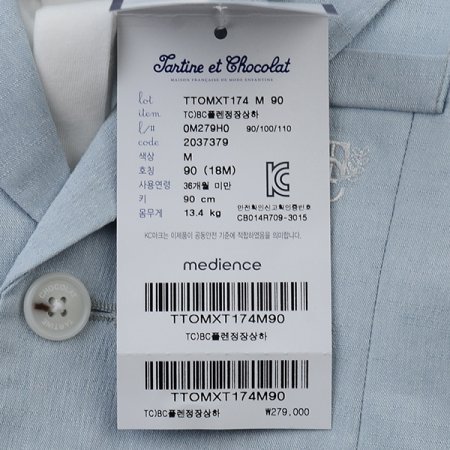 Tartine et Chocolat
MAISON FRANÇAISE DE MODE ENFANTINE
lot TTOMXT174 M 90
item TC)BC플렌정장상하
f/# 0M279H0 90/100/110
code 2037379
색상 M
호칭 90 (18M)
사용연령 36개월 미만
키 90 cm
몸무게 13.4 kg
안전확인신고확인증번호
CB014R709-3015
KC마크는 이제품이 공통안전 기준에 적합하였음을 의미합니다.
medience
TTOMXT174M90
TC)BC플렌정장상하
TTOMXT174M90
TC)BC플렌정장상하 ₩279,000
CHOCOLAT
TARTINE ET